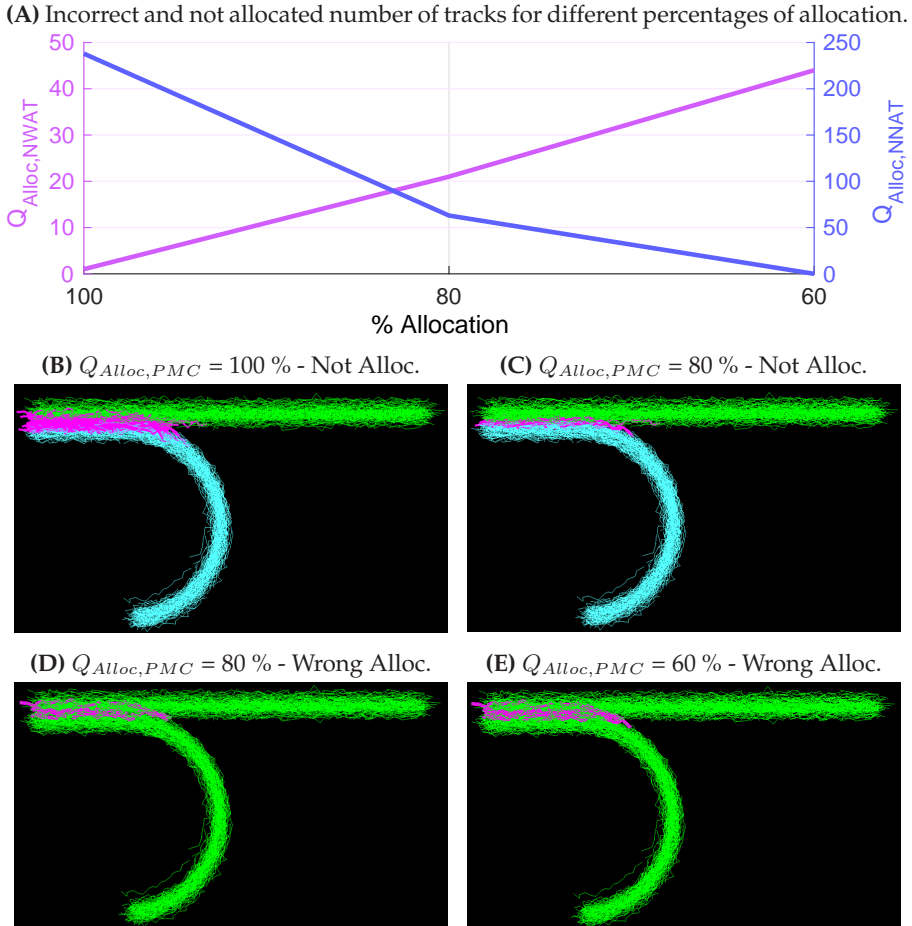 (A) Incorrect and not allocated number of tracks for different percentages of allocation.
50
40
30
20
10
0
Q_Alloc,NWAT
250
200
150
100
50
0
Q_Alloc,NNAT
100 80 60
% Allocation
(B) Q_Alloc,PMC = 100 % - Not Alloc.
(C) Q_Alloc,PMC = 80 % - Not Alloc.
(D) Q_Alloc,PMC = 80 % - Wrong Alloc.
(E) Q_Alloc,PMC = 60 % - Wrong Alloc.